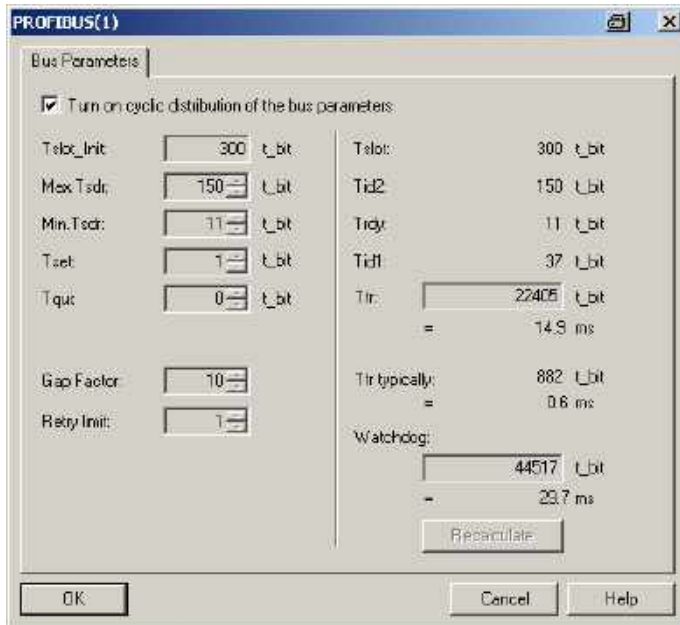 PROFIBUS(1)
Bus Parameters
Turn on cyclic distribution of the bus parameters
Tslot_Init: 300 t_bit
Max.Tsdr: 150 t_bit
Min.Tsdr: 11 t_bit
Tset: 1 t_bit
Tqui: 0 t_bit
Gap Factor: 10
Retry limit: 1
Tslot: 300 t_bit
Tid2: 150 t_bit
Trdy: 11 t_bit
Tid1: 37 t_bit
Ttr: 22405 t_bit
= 14.9 ms
Ttr typically: 882 t_bit
= 0.6 ms
Watchdog:
44517 t_bit
= 29.7 ms
Recalculate
OK Cancel Help